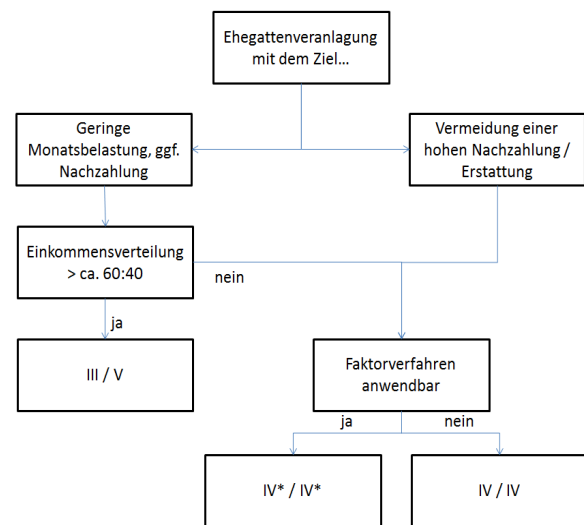 Ehegattenveranlagung
mit dem Ziel…
Geringe
Monatsbelastung, ggf.
Nachzahlung
Vermeidung einer
hohen Nachzahlung /
Erstattung
Einkommensverteilung
> ca. 60:40
nein
ja
III / V
Faktorverfahren
anwendbar
ja
nein
IV* / IV*
IV / IV